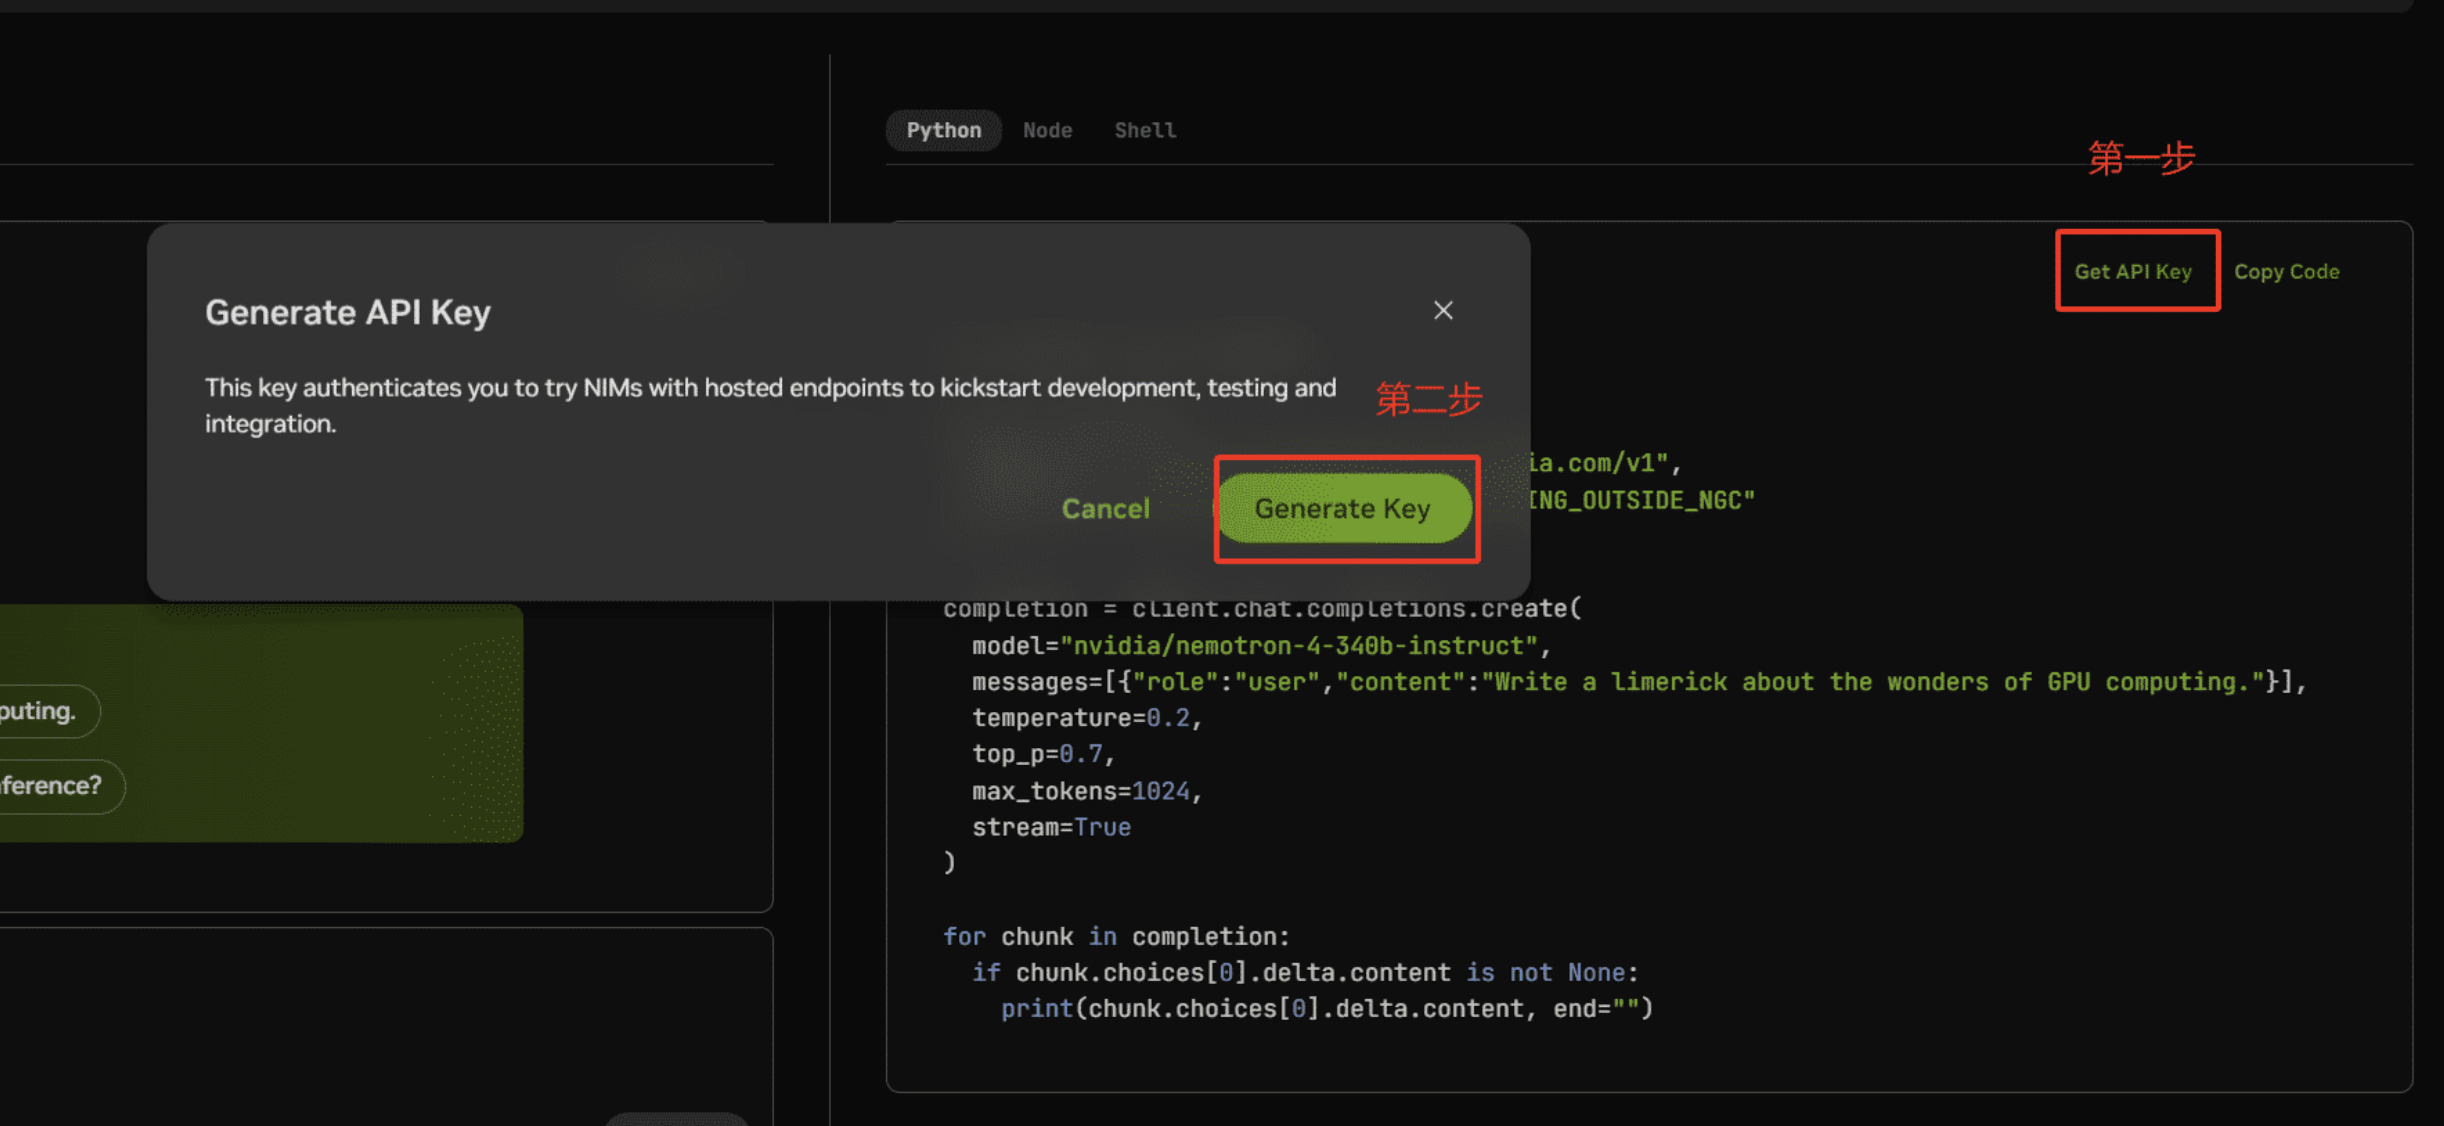 Python Node Shell
第一步
Get API Key Copy Code
Generate API Key
This key authenticates you to try NIMs with hosted endpoints to kickstart development, testing and
integration.
第二步
Cancel Generate Key
ia.com/v1",
ING_OUTSIDE_NGC"
completion = client.chat.completions.create(
model="nvidia/nemotron-4-340b-instruct",
messages=[{"role":"user","content":"Write a limerick about the wonders of GPU computing."}],
temperature=0.2,
top_p=0.7,
max_tokens=1024,
stream=True
)
for chunk in completion:
if chunk.choices[0].delta.content is not None:
print(chunk.choices[0].delta.content, end="")
puting.
ference?